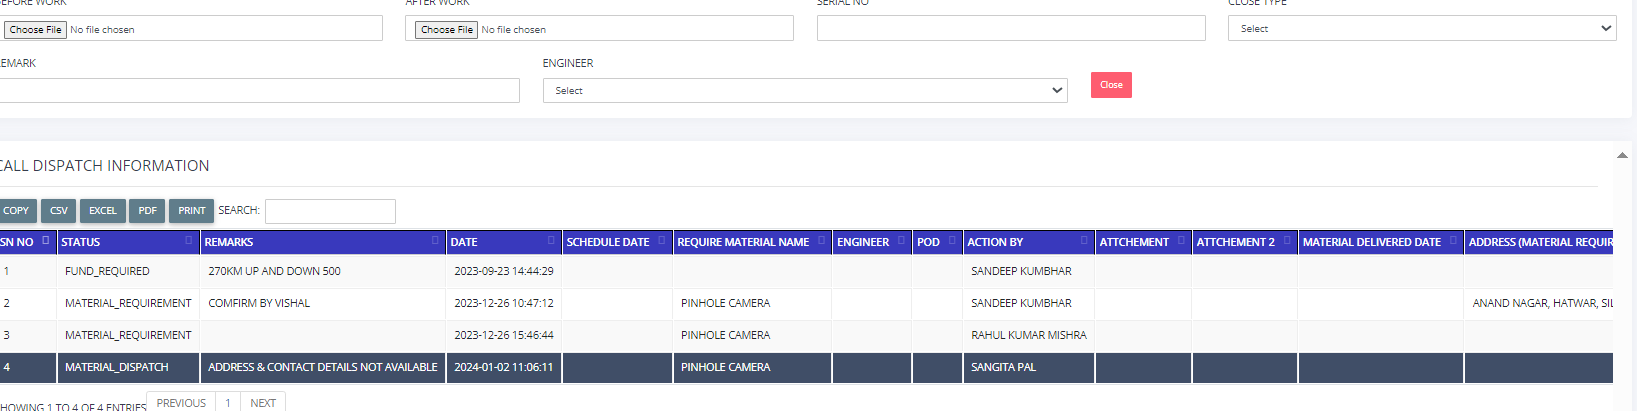 BEFORE WORK AFTER WORK SERIAL NO CLOSE TYPE
Choose File No file chosen Choose File No file chosen Select
EMARK ENGINEER
Select Close
CALL DISPATCH INFORMATION
COPY CSV EXCEL PDF PRINT SEARCH:
SN NO STATUS REMARKS DATE SCHEDULE DATE REQUIRE MATERIAL NAME ENGINEER POD ACTION BY ATTCHEMENT ATTCHEMENT 2 MATERIAL DELIVERED DATE ADDRESS (MATERIAL REQUIR
1 FUND_REQUIRED 270KM UP AND DOWN 500 2023-09-23 14:44:29 SANDEEP KUMBHAR
2 MATERIAL_REQUIREMENT COMFIRM BY VISHAL 2023-12-26 10:47:12 PINHOLE CAMERA SANDEEP KUMBHAR ANAND NAGAR, HATWAR, SIL
3 MATERIAL_REQUIREMENT 2023-12-26 15:46:44 PINHOLE CAMERA RAHUL KUMAR MISHRA
4 MATERIAL_DISPATCH ADDRESS & CONTACT DETAILS NOT AVAILABLE 2024-01-02 11:06:11 PINHOLE CAMERA SANGITA PAL
HOWING 1 TO 4 OF 4 ENTRIES PREVIOUS 1 NEXT